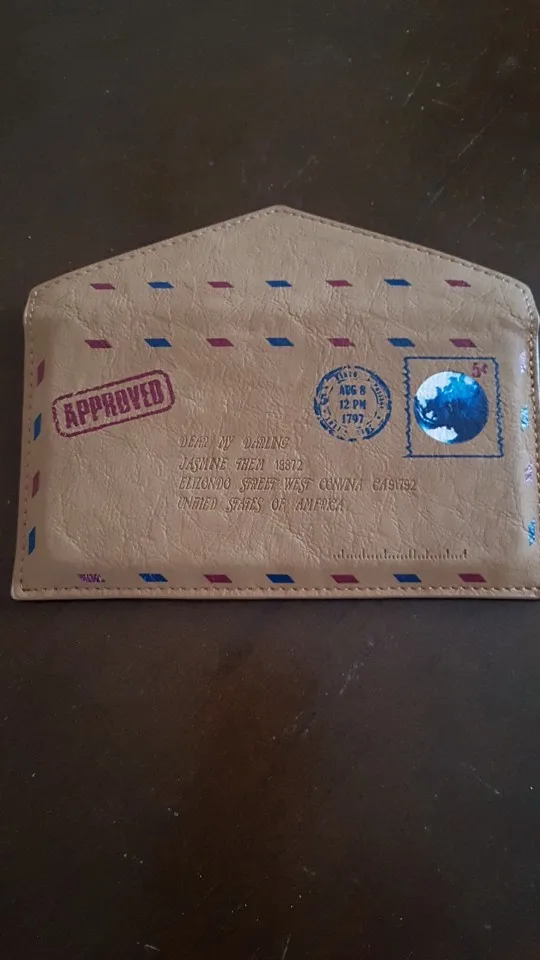 5¢
AUG 8
12 PM
1797
APPROVED
DEAR MY DARLING
JASMINE THEM 18872
ELIZONDO STREET WEST CONVINA CA91792
UNITED STATES OF AMERICA